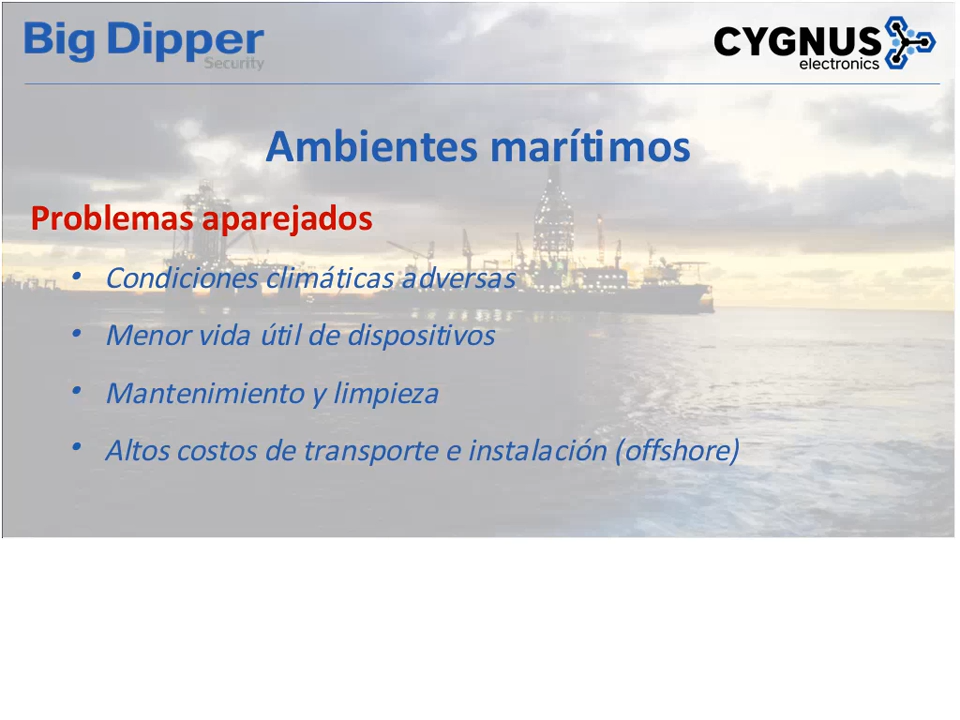 Big Dipper
Security
CYGNUS
electronics
Ambientes marítimos
Problemas aparejados
• Condiciones climáticas adversas
• Menor vida útil de dispositivos
• Mantenimiento y limpieza
• Altos costos de transporte e instalación (offshore)